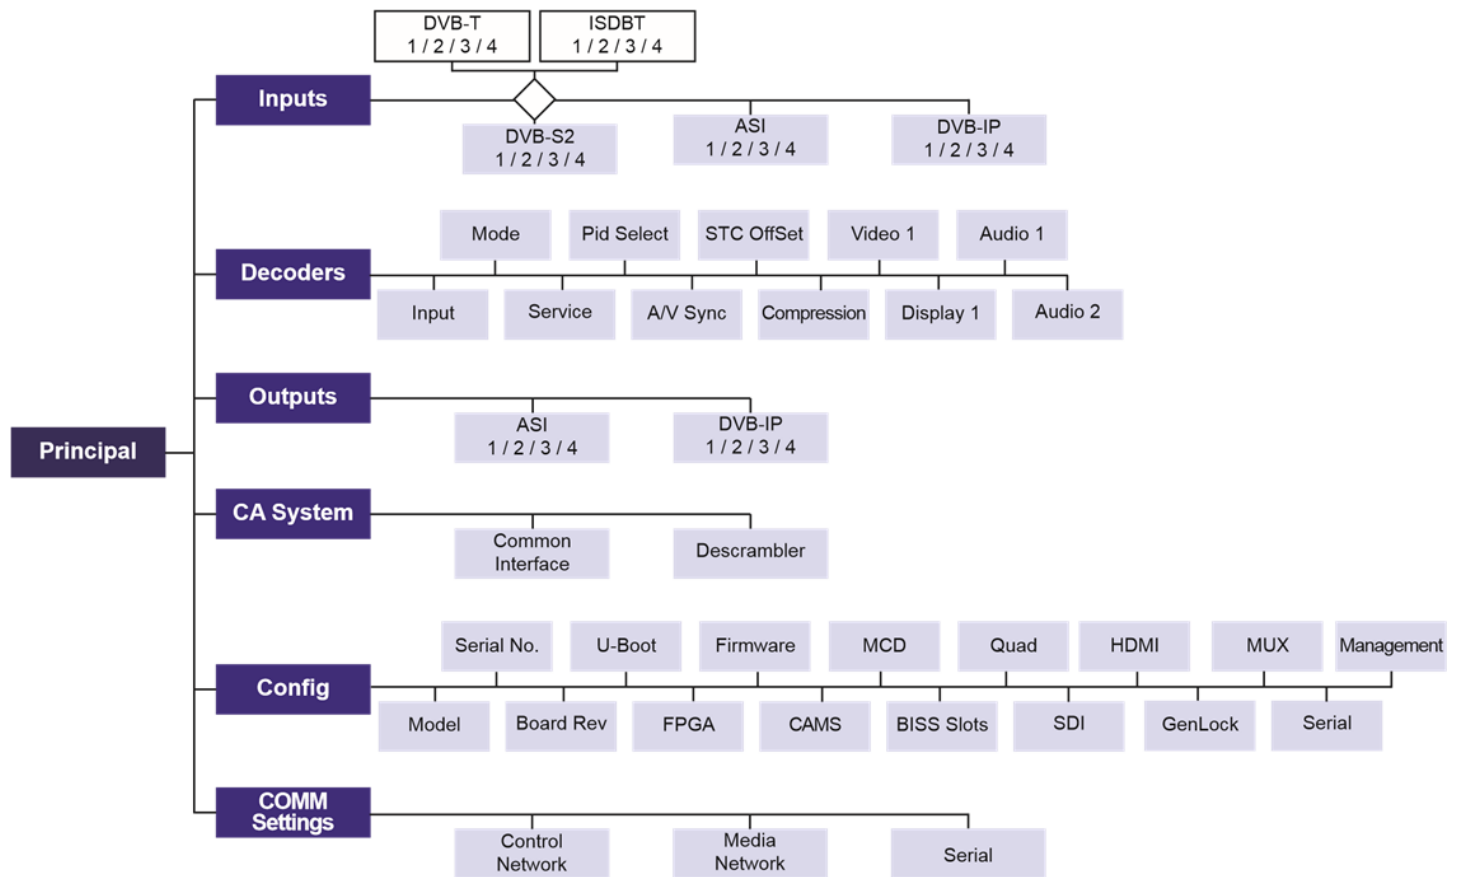 DVB-T
1 / 2 / 3 / 4
ISDBT
1 / 2 / 3 / 4
Inputs
DVB-S2
1 / 2 / 3 / 4
ASI
1 / 2 / 3 / 4
DVB-IP
1 / 2 / 3 / 4
Mode
Pid Select
STC OffSet
Video 1
Audio 1
Decoders
Input
Service
A/V Sync
Compression
Display 1
Audio 2
Outputs
ASI
1 / 2 / 3 / 4
DVB-IP
1 / 2 / 3 / 4
Principal
CA System
Common
Interface
Descrambler
Serial No.
U-Boot
Firmware
MCD
Quad
HDMI
MUX
Management
Config
Model
Board Rev
FPGA
CAMS
BISS Slots
SDI
GenLock
Serial
COMM
Settings
Control
Network
Media
Network
Serial